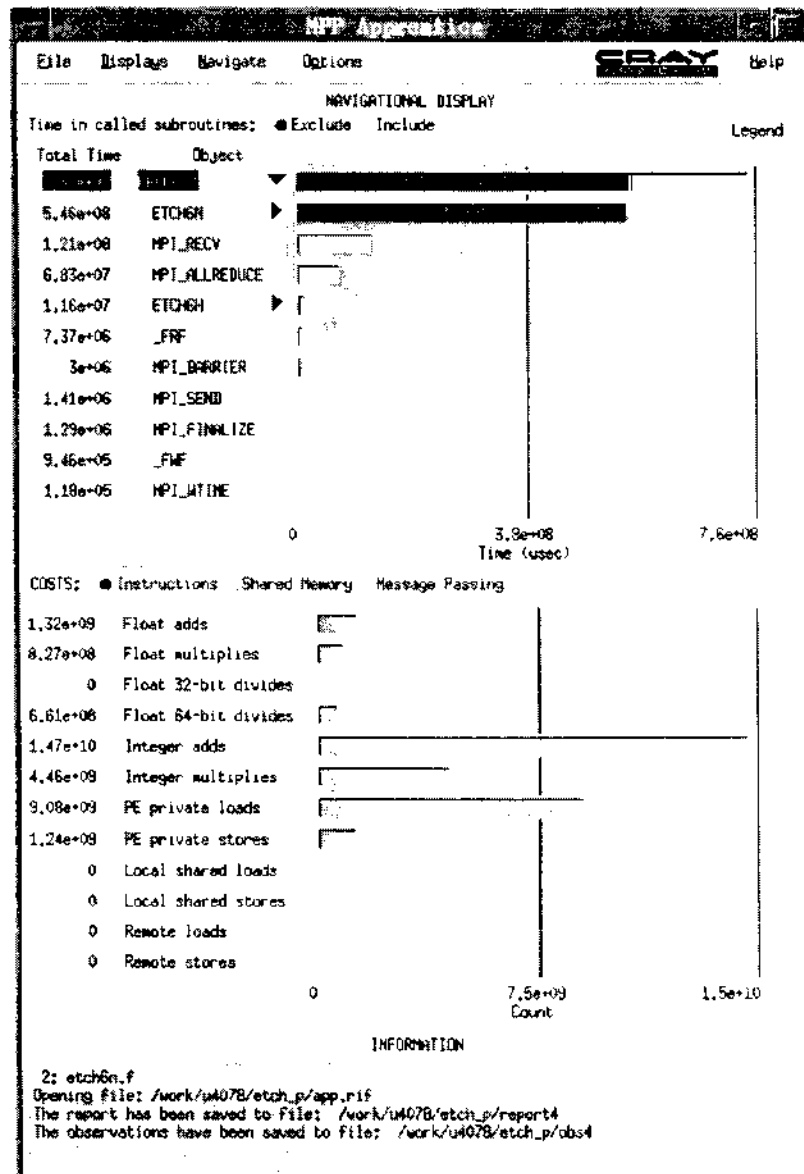 MPP Apprentice
File Displays Navigate Options CRAY Help
NAVIGATIONAL DISPLAY
Time in called subroutines: Exclude Include
Legend
Total Time Object
5.46e+08 ETCH6N
1.21e+08 MPI_RECV
6.83e+07 MPI_ALLREDUCE
1.16e+07 ETCH6H
7.37e+06 _FRF
3e+06 MPI_BARRIER
1.41e+06 MPI_SEND
1.29e+06 MPI_FINALIZE
9.46e+05 _FWF
1.18e+05 MPI_WTIME
0 3.8e+08 7.6e+08
Time (usec)
COSTS: Instructions Shared Memory Message Passing
1.32e+09 Float adds
8.27e+08 Float multiplies
0 Float 32-bit divides
6.61e+08 Float 64-bit divides
1.47e+10 Integer adds
4.46e+09 Integer multiplies
9.08e+09 PE private loads
1.24e+09 PE private stores
0 Local shared loads
0 Local shared stores
0 Remote loads
0 Remote stores
0 7.5e+09 1.5e+10
Count
INFORMATION
2: etch6n.f
Opening file: /work/u4078/etch_p/app.rif
The report has been saved to file: /work/u4078/etch_p/report4
The observations have been saved to file: /work/u4078/etch_p/obs4